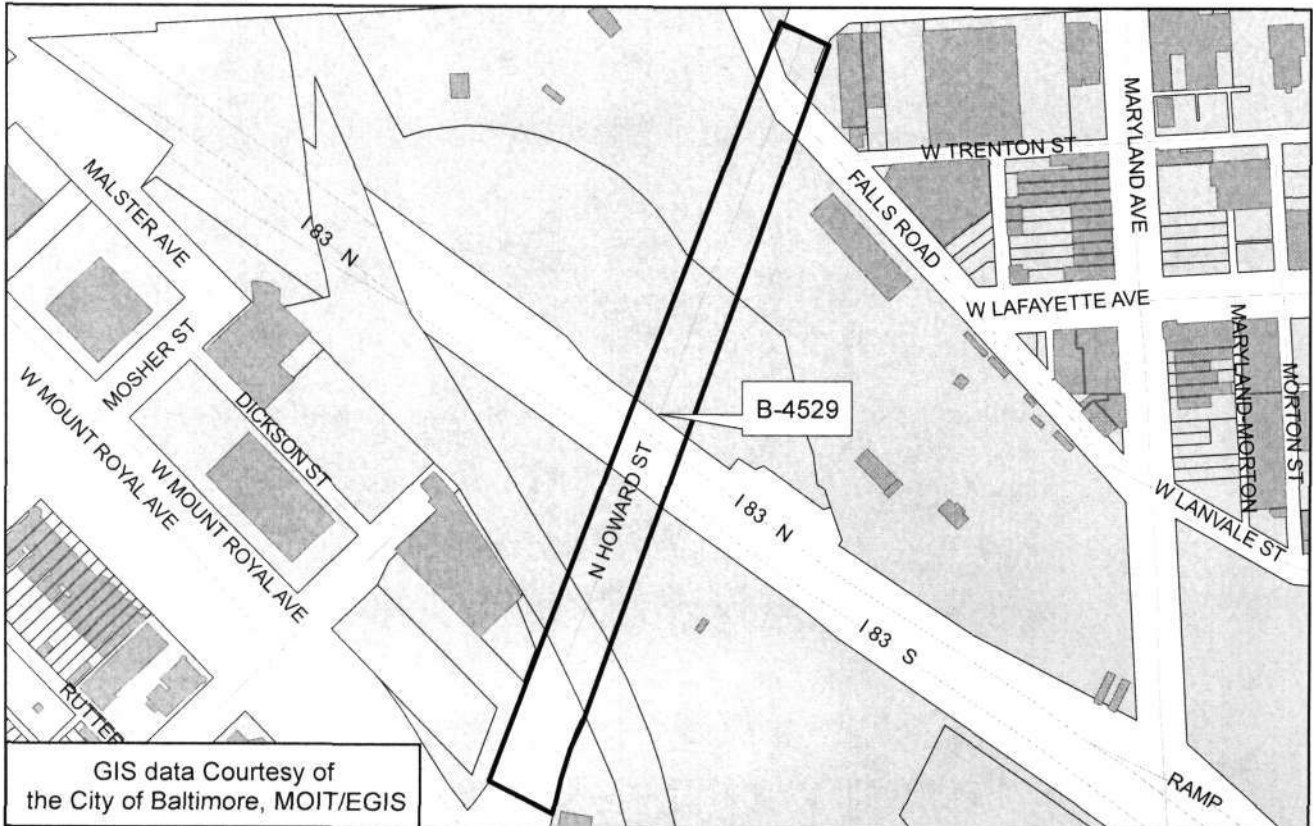 MARYLAND AVE
W TRENTON ST
MALSTER AVE
FALLS ROAD
I 83 N
W LAFAYETTE AVE
MARYLAND-MORTON
MORTON ST
MOSHER ST
W MOUNT ROYAL AVE
DICKSON ST
B-4529
W MOUNT ROYAL AVE
N HOWARD ST
I 83 N
W LANVALE ST
I 83 S
RUTTER
RAMP
GIS data Courtesy of
the City of Baltimore, MOIT/EGIS